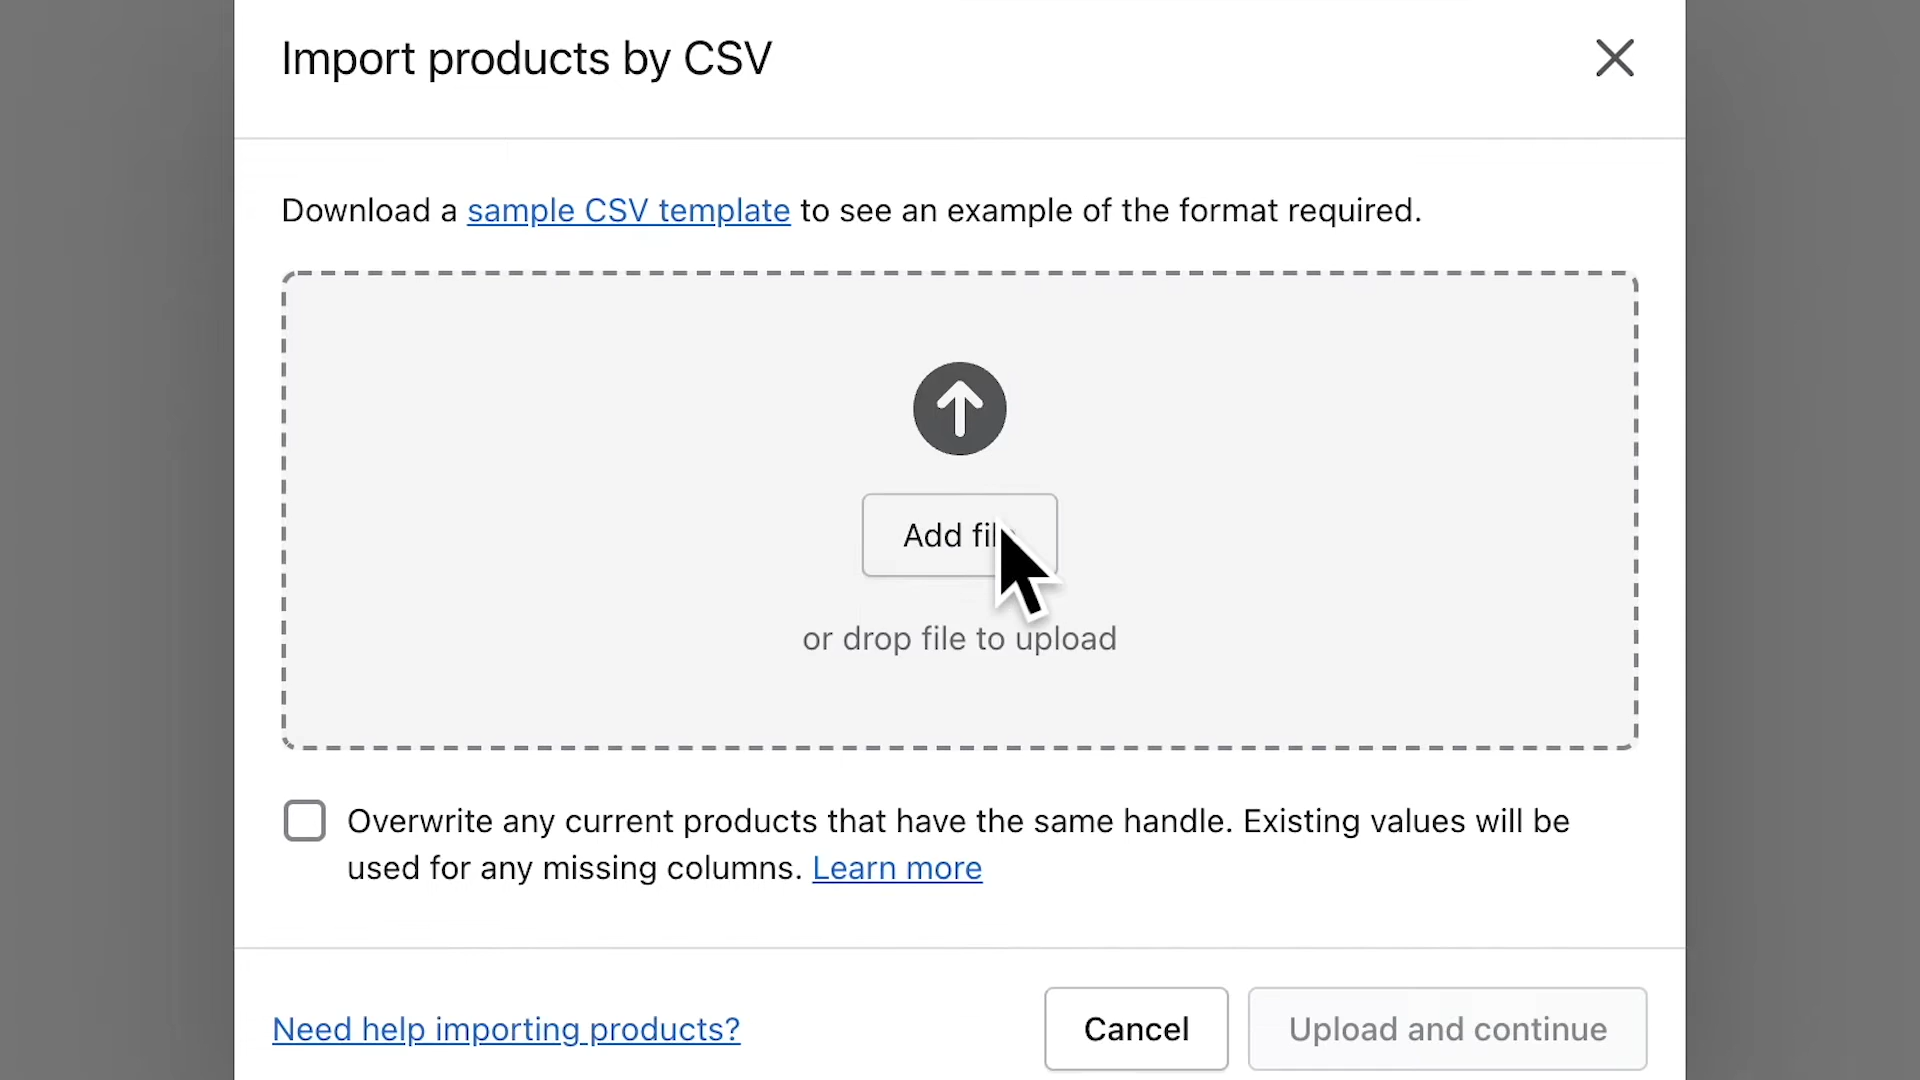 Import products by CSV
Download a sample CSV template to see an example of the format required.
Add file
or drop file to upload
Overwrite any current products that have the same handle. Existing values will be
used for any missing columns. Learn more
Need help importing products?
Cancel
Upload and continue